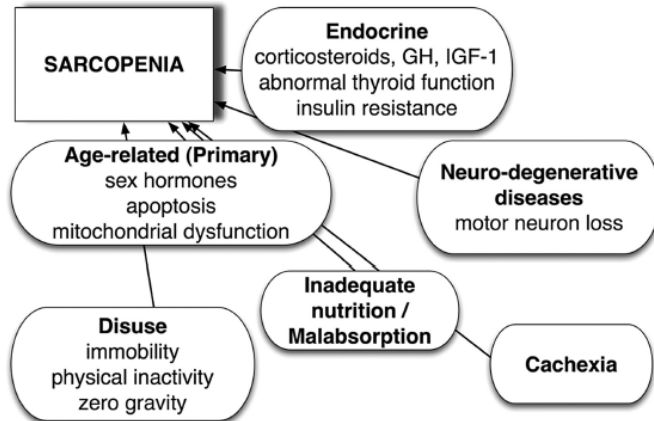 SARCOPENIA
Endocrine
corticosteroids, GH, IGF-1
abnormal thyroid function
insulin resistance
Age-related (Primary)
sex hormones
apoptosis
mitochondrial dysfunction
Neuro-degenerative
diseases
motor neuron loss
Inadequate
nutrition /
Malabsorption
Disuse
immobility
physical inactivity
zero gravity
Cachexia